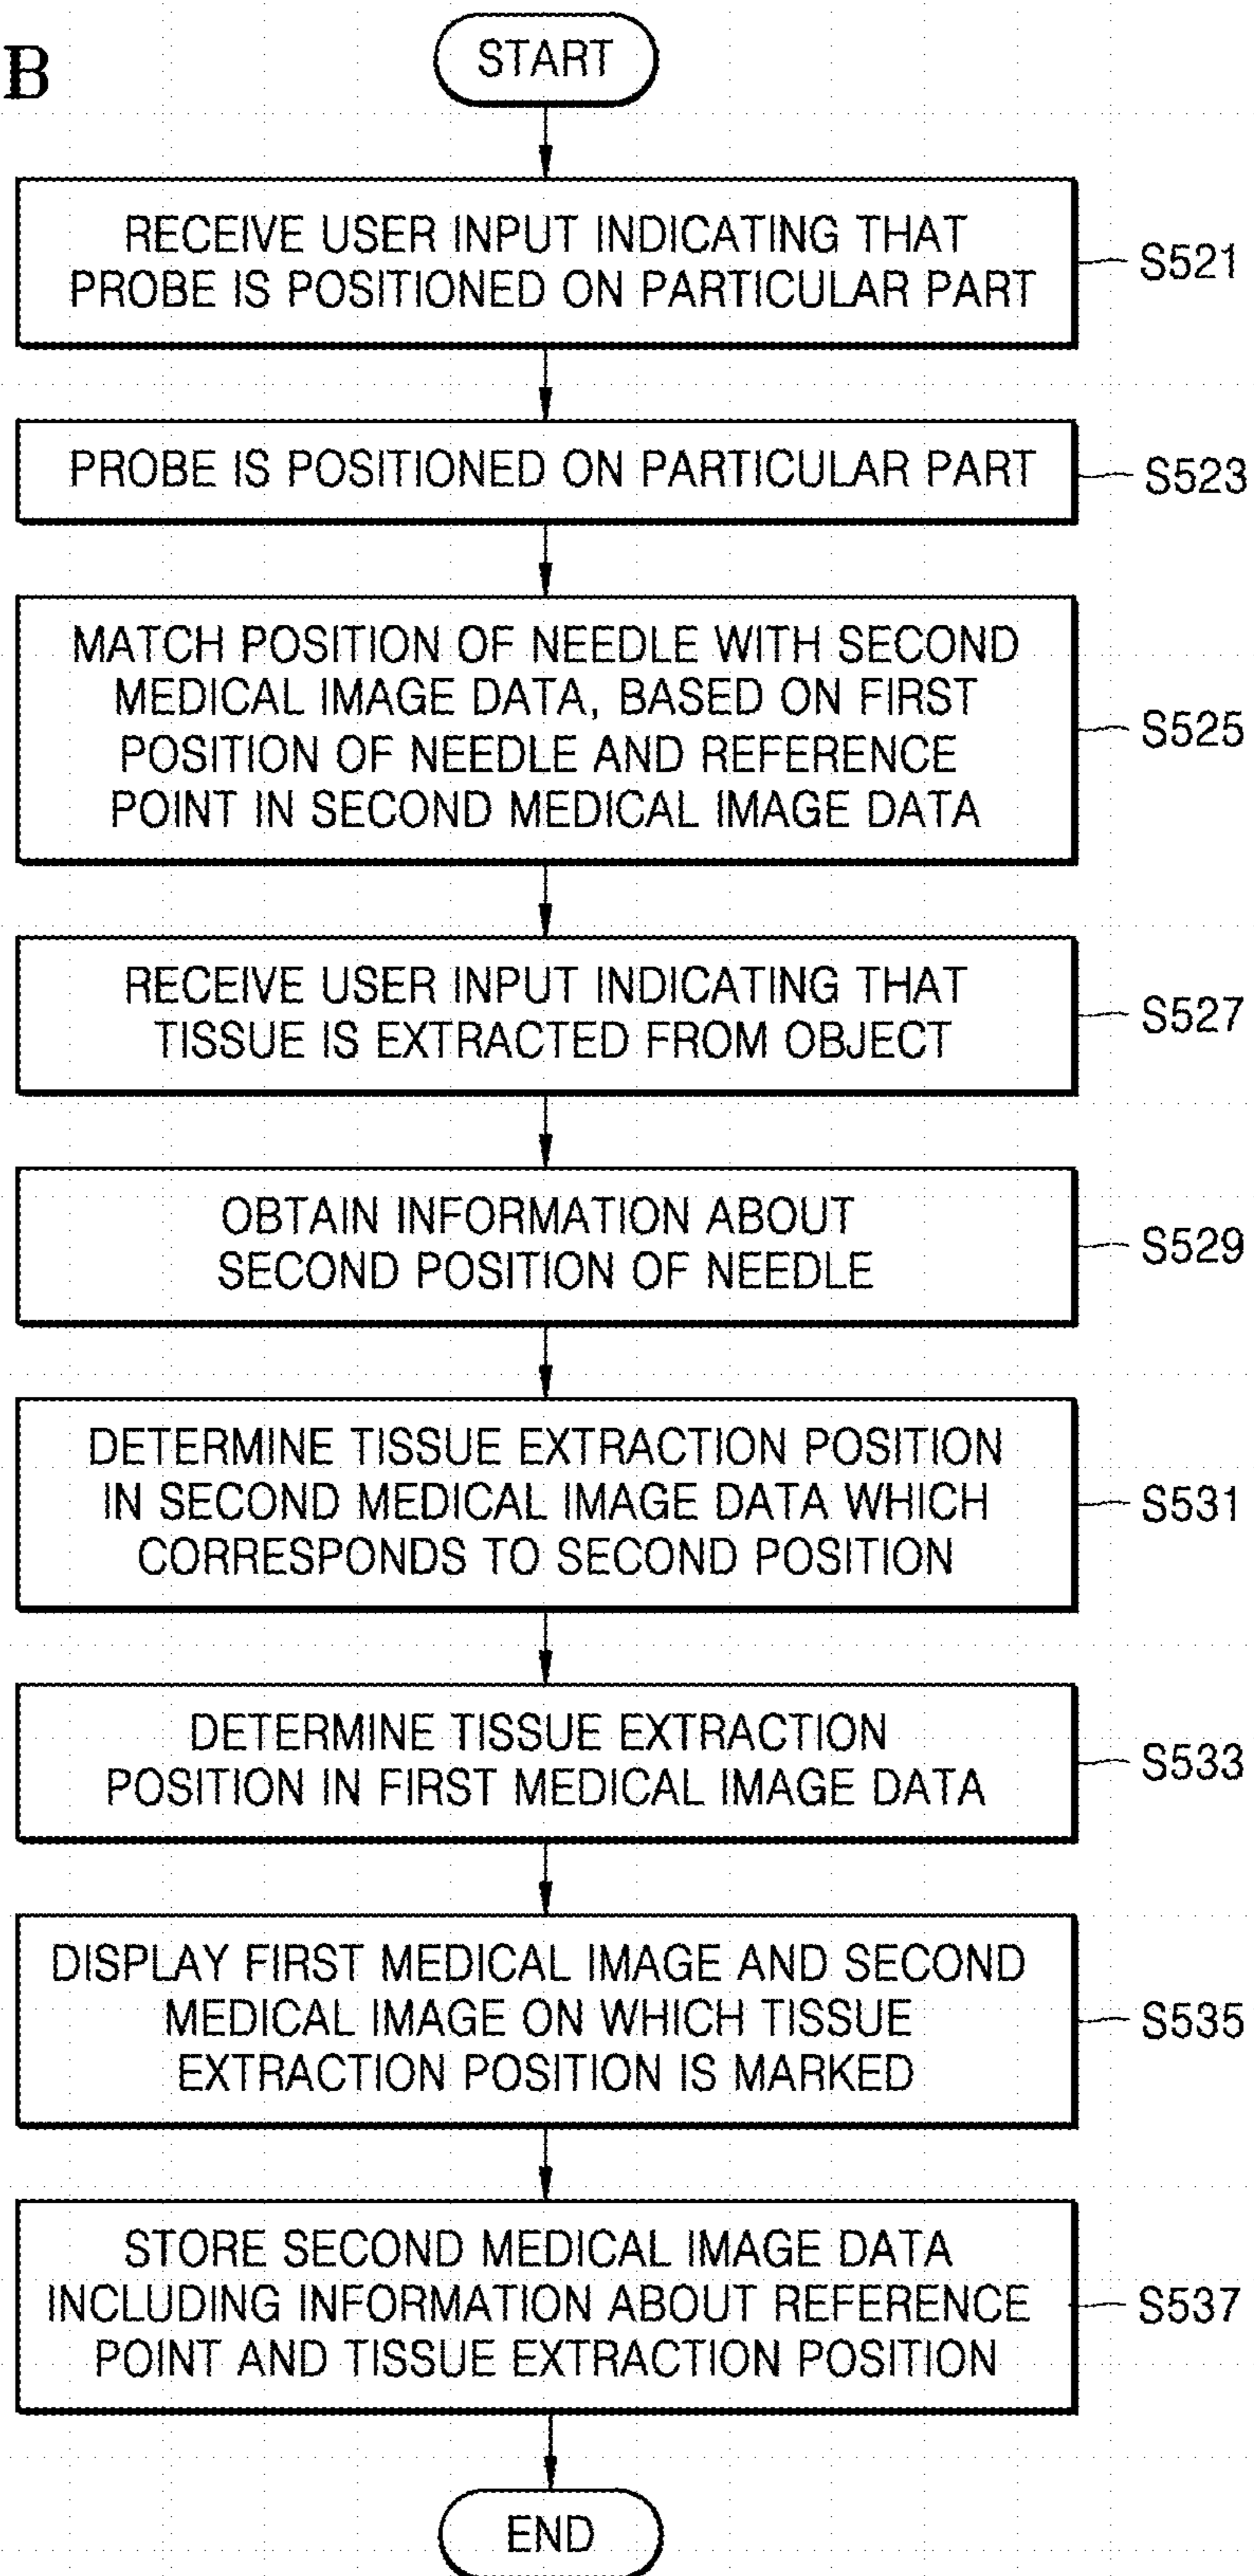 B
START
RECEIVE USER INPUT INDICATING THAT
PROBE IS POSITIONED ON PARTICULAR PART
S521
PROBE IS POSITIONED ON PARTICULAR PART
S523
MATCH POSITION OF NEEDLE WITH SECOND
MEDICAL IMAGE DATA, BASED ON FIRST
POSITION OF NEEDLE AND REFERENCE
POINT IN SECOND MEDICAL IMAGE DATA
S525
RECEIVE USER INPUT INDICATING THAT
TISSUE IS EXTRACTED FROM OBJECT
S527
OBTAIN INFORMATION ABOUT
SECOND POSITION OF NEEDLE
S529
DETERMINE TISSUE EXTRACTION POSITION
IN SECOND MEDICAL IMAGE DATA WHICH
CORRESPONDS TO SECOND POSITION
S531
DETERMINE TISSUE EXTRACTION
POSITION IN FIRST MEDICAL IMAGE DATA
S533
DISPLAY FIRST MEDICAL IMAGE AND SECOND
MEDICAL IMAGE ON WHICH TISSUE
EXTRACTION POSITION IS MARKED
S535
STORE SECOND MEDICAL IMAGE DATA
INCLUDING INFORMATION ABOUT REFERENCE
POINT AND TISSUE EXTRACTION POSITION
S537
END